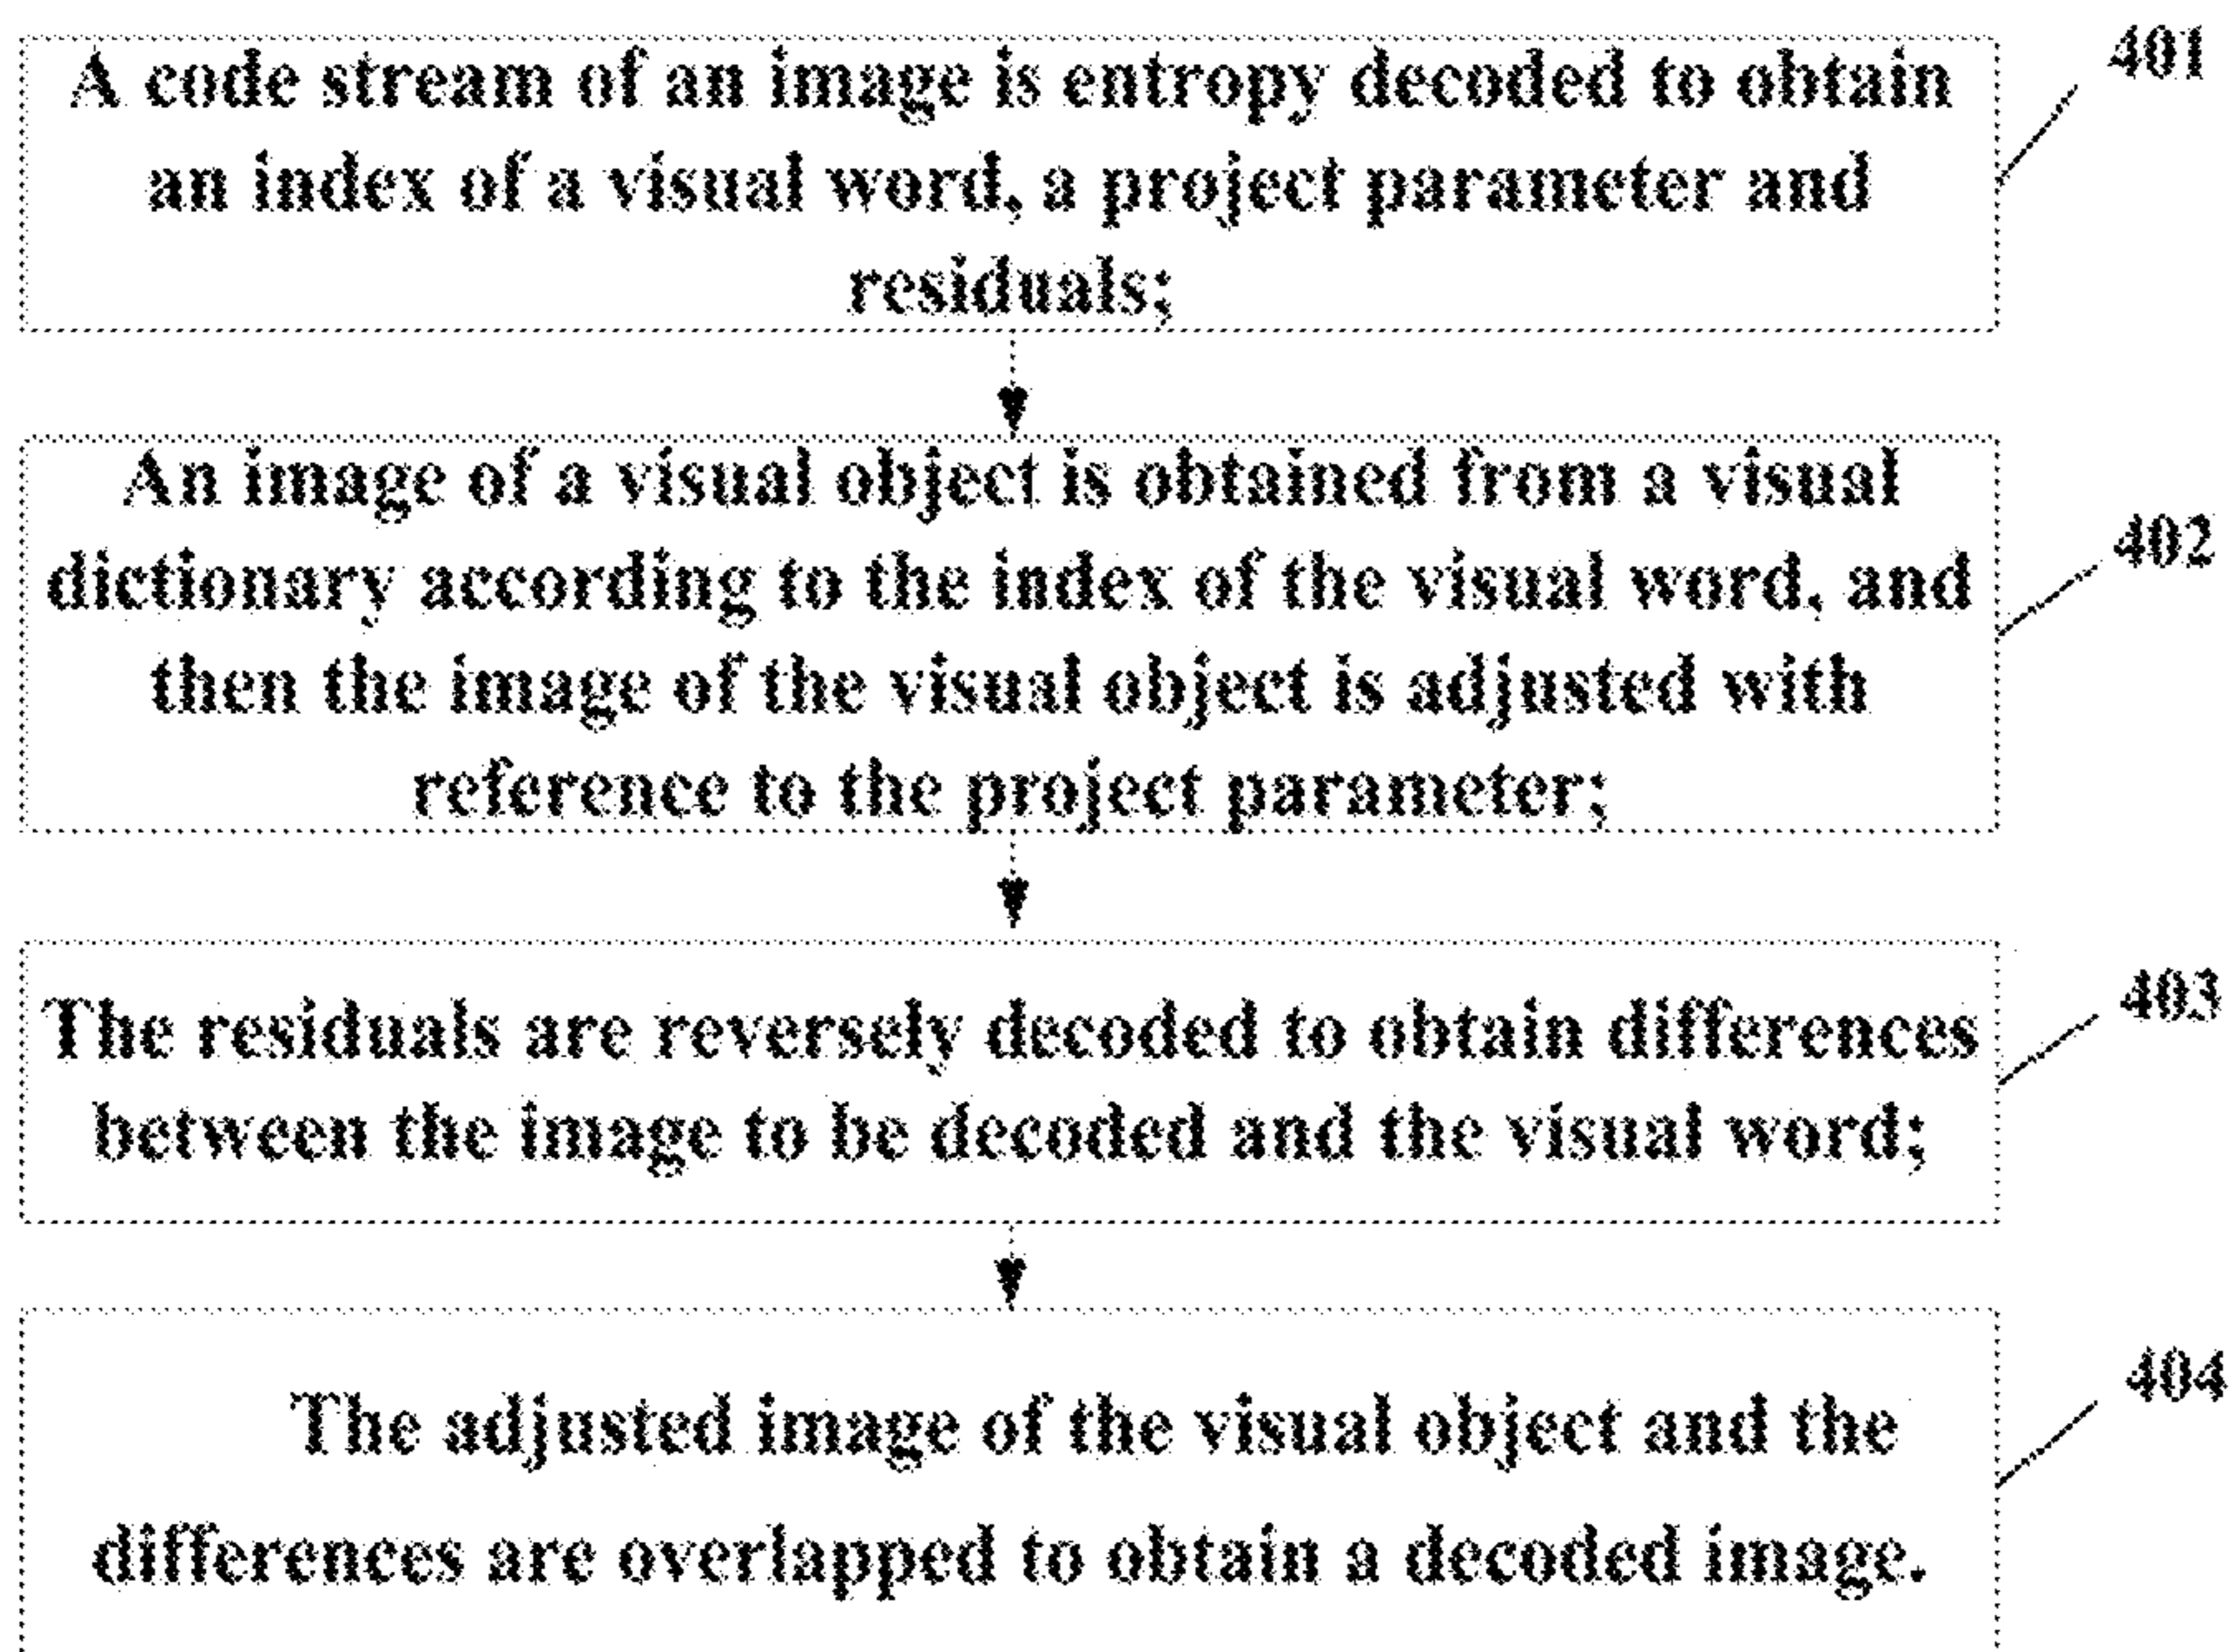 A code stream of an image is entropy decoded to obtain
an index of a visual word, a project parameter and
residuals;
401
An image of a visual object is obtained from a visual
dictionary according to the index of the visual word, and
then the image of the visual object is adjusted with
reference to the project parameter;
402
The residuals are reversely decoded to obtain differences
between the image to be decoded and the visual word;
403
The adjusted image of the visual object and the
differences are overlapped to obtain a decoded image.
404